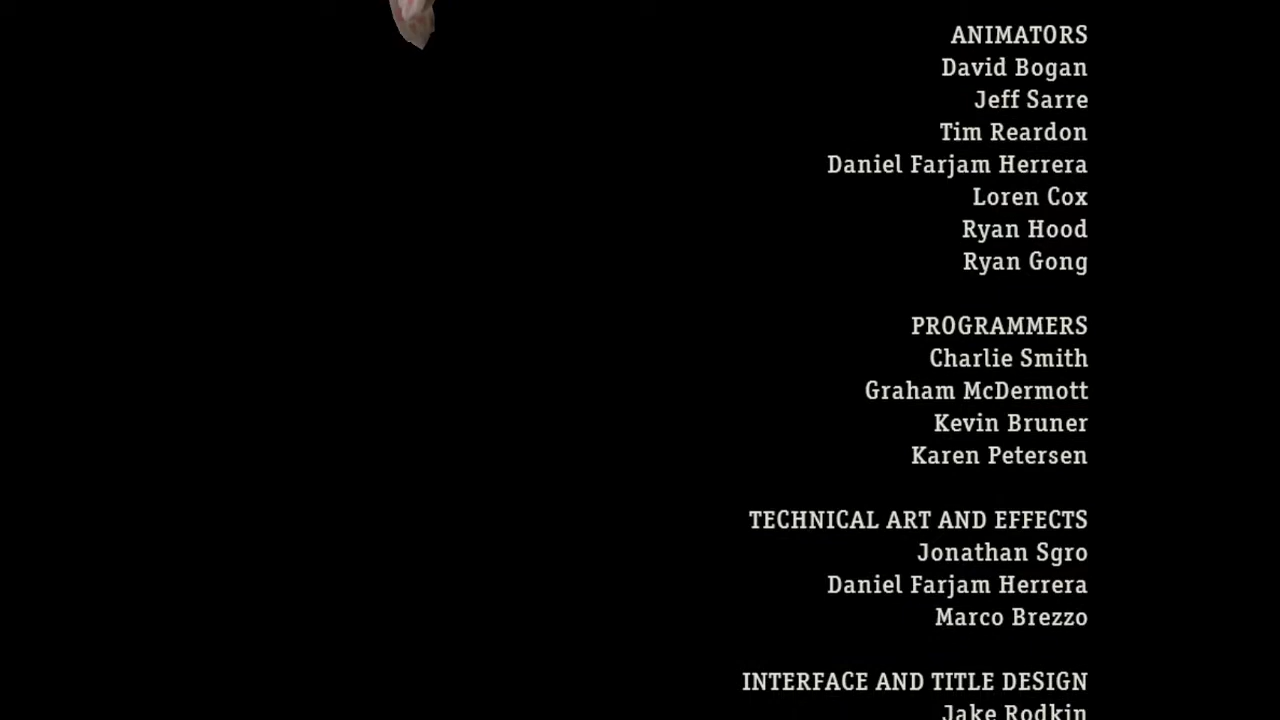 ANIMATORS
David Bogan
Jeff Sarre
Tim Reardon
Daniel Farjam Herrera
Loren Cox
Ryan Hood
Ryan Gong
PROGRAMMERS
Charlie Smith
Graham McDermott
Kevin Bruner
Karen Petersen
TECHNICAL ART AND EFFECTS
Jonathan Sgro
Daniel Farjam Herrera
Marco Brezzo
INTERFACE AND TITLE DESIGN
Jake Rodkin